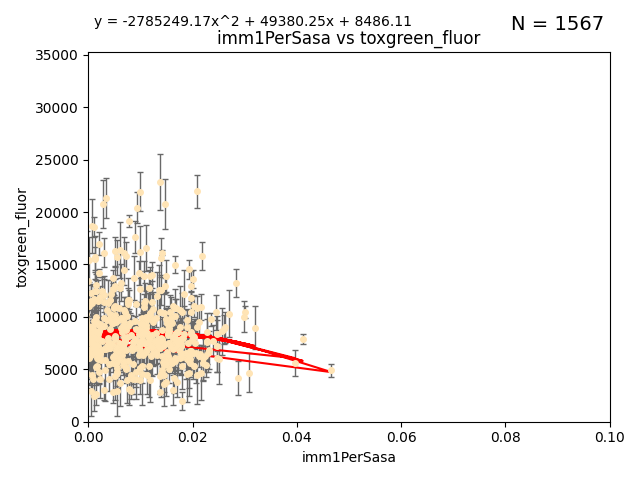 y = -2785249.17x^2 + 49380.25x + 8486.11
N = 1567
imm1PerSasa vs toxgreen_fluor
35000
30000
25000
20000
15000
10000
5000
0
toxgreen_fluor
0.00
0.02
0.04
0.06
0.08
0.10
imm1PerSasa